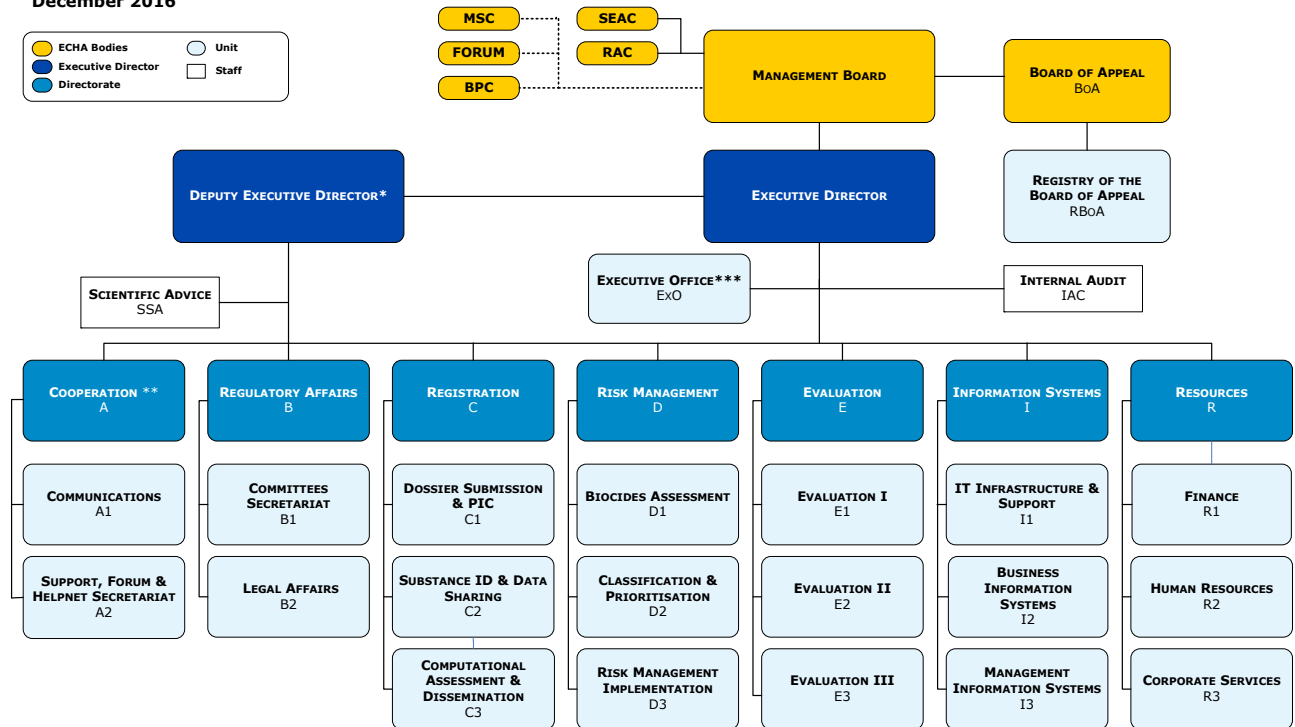 December 2016
ECHA Bodies
Executive Director
Directorate
Unit
Staff
MSC
FORUM
BPC
SEAC
RAC
MANAGEMENT BOARD
BOARD OF APPEAL
BOA
DEPUTY EXECUTIVE DIRECTOR*
EXECUTIVE DIRECTOR
REGISTRY OF THE
BOARD OF APPEAL
RBOA
SCIENTIFIC ADVICE
SSA
EXECUTIVE OFFICE***
EXO
INTERNAL AUDIT
IAC
COOPERATION **
A
REGULATORY AFFAIRS
B
REGISTRATION
C
RISK MANAGEMENT
D
EVALUATION
E
INFORMATION SYSTEMS
I
RESOURCES
R
COMMUNICATIONS
A1
COMMITTEES
SECRETARIAT
B1
DOSSIER SUBMISSION
& PIC
C1
BIOCIDES ASSESSMENT
D1
EVALUATION I
E1
IT INFRASTRUCTURE &
SUPPORT
I1
FINANCE
R1
SUPPORT, FORUM &
HELPNET SECRETARIAT
A2
LEGAL AFFAIRS
B2
SUBSTANCE ID & DATA
SHARING
C2
CLASSIFICATION &
PRIORITISATION
D2
EVALUATION II
E2
BUSINESS
INFORMATION
SYSTEMS
I2
HUMAN RESOURCES
R2
COMPUTATIONAL
ASSESSMENT &
DISSEMINATION
C3
RISK MANAGEMENT
IMPLEMENTATION
D3
EVALUATION III
E3
MANAGEMENT
INFORMATION SYSTEMS
I3
CORPORATE SERVICES
R3